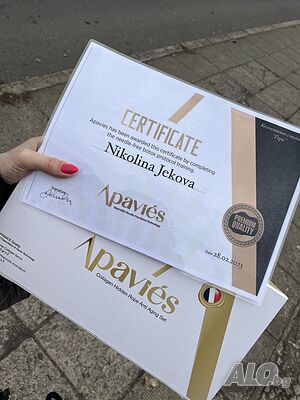 CERTIFICATE
Apaviés has been awarded this certificate by completing
the needle-free botox protocol training.
Nikolina Jekova
Apaviés
PREMIUM
QUALITY
Date 28.02.2023
Apaviés
Collagen Hidden Rope Anti Aging Set
ALO.bg